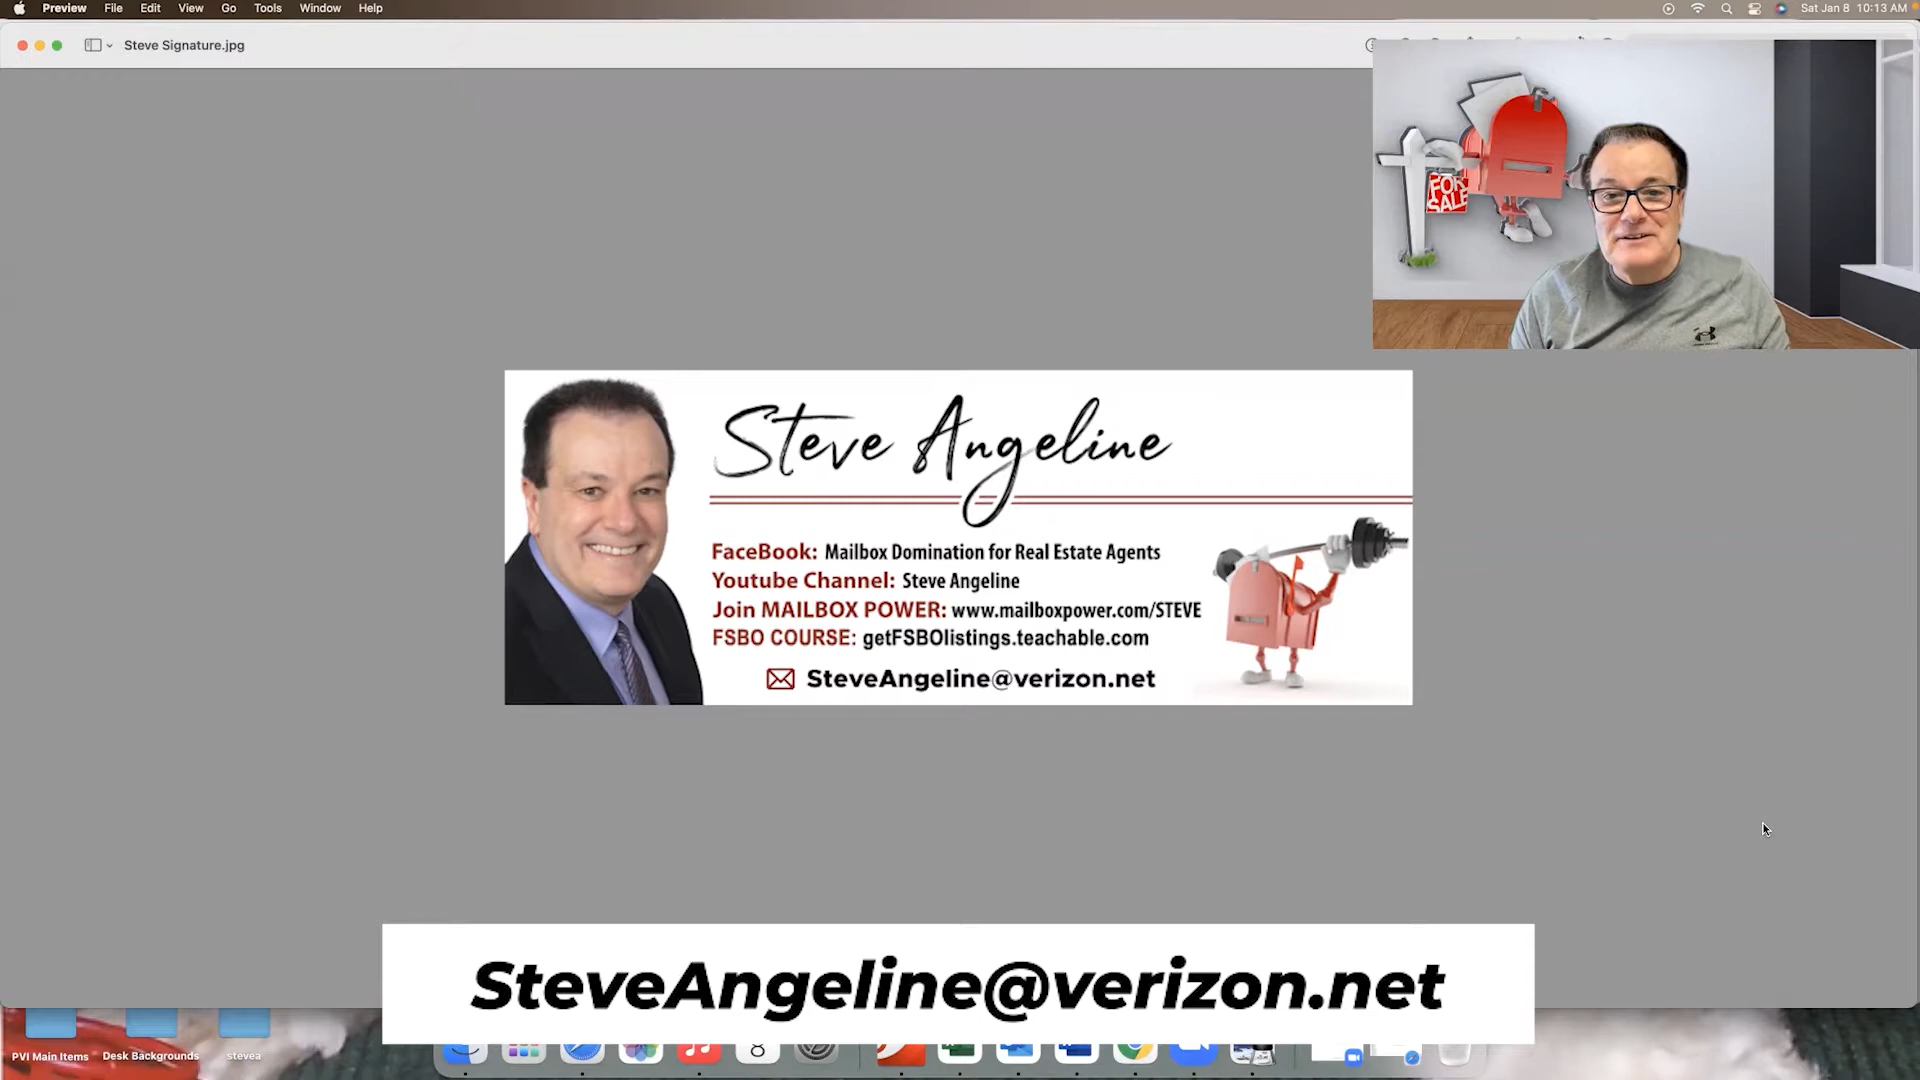 Preview File Edit View Go Tools Window Help
Sat Jan 8 10:13 AM
Steve Signature.jpg
FOR
SALE
Steve Angeline
FaceBook: Mailbox Domination for Real Estate Agents
Youtube Channel: Steve Angeline
Join MAILBOX POWER: www.mailboxpower.com/STEVE
FSBO COURSE: getFSBOlistings.teachable.com
SteveAngeline@verizon.net
SteveAngeline@verizon.net
PVI Main Items Desk Backgrounds stevea
8